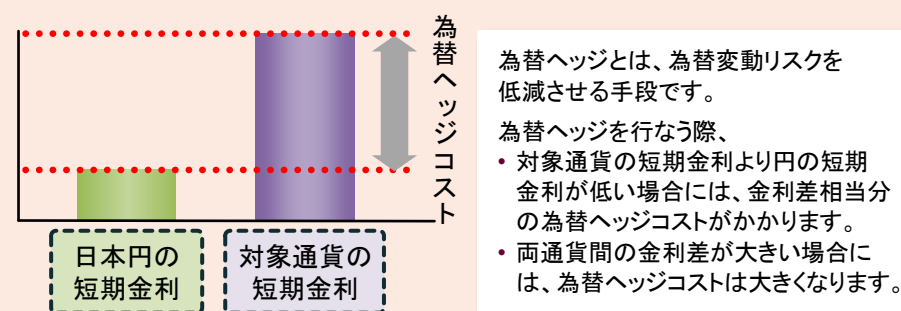 為替ヘッジコスト
日本円の
短期金利
対象通貨の
短期金利
為替ヘッジとは、為替変動リスクを
低減させる手段です。
為替ヘッジを行なう際、
• 対象通貨の短期金利より円の短期
金利が低い場合には、金利差相当分
の為替ヘッジコストがかかります。
• 両通貨間の金利差が大きい場合に
は、為替ヘッジコストは大きくなります。